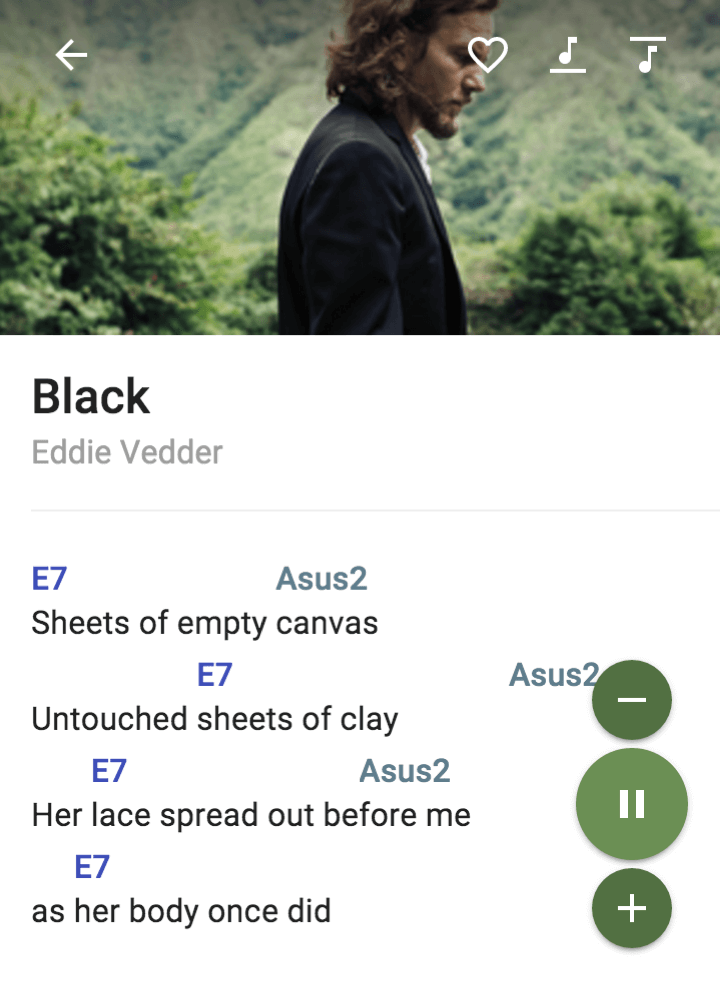 Black
Eddie Vedder
E7 Asus2
Sheets of empty canvas
E7 Asus2
Untouched sheets of clay
E7 Asus2
Her lace spread out before me
E7
as her body once did